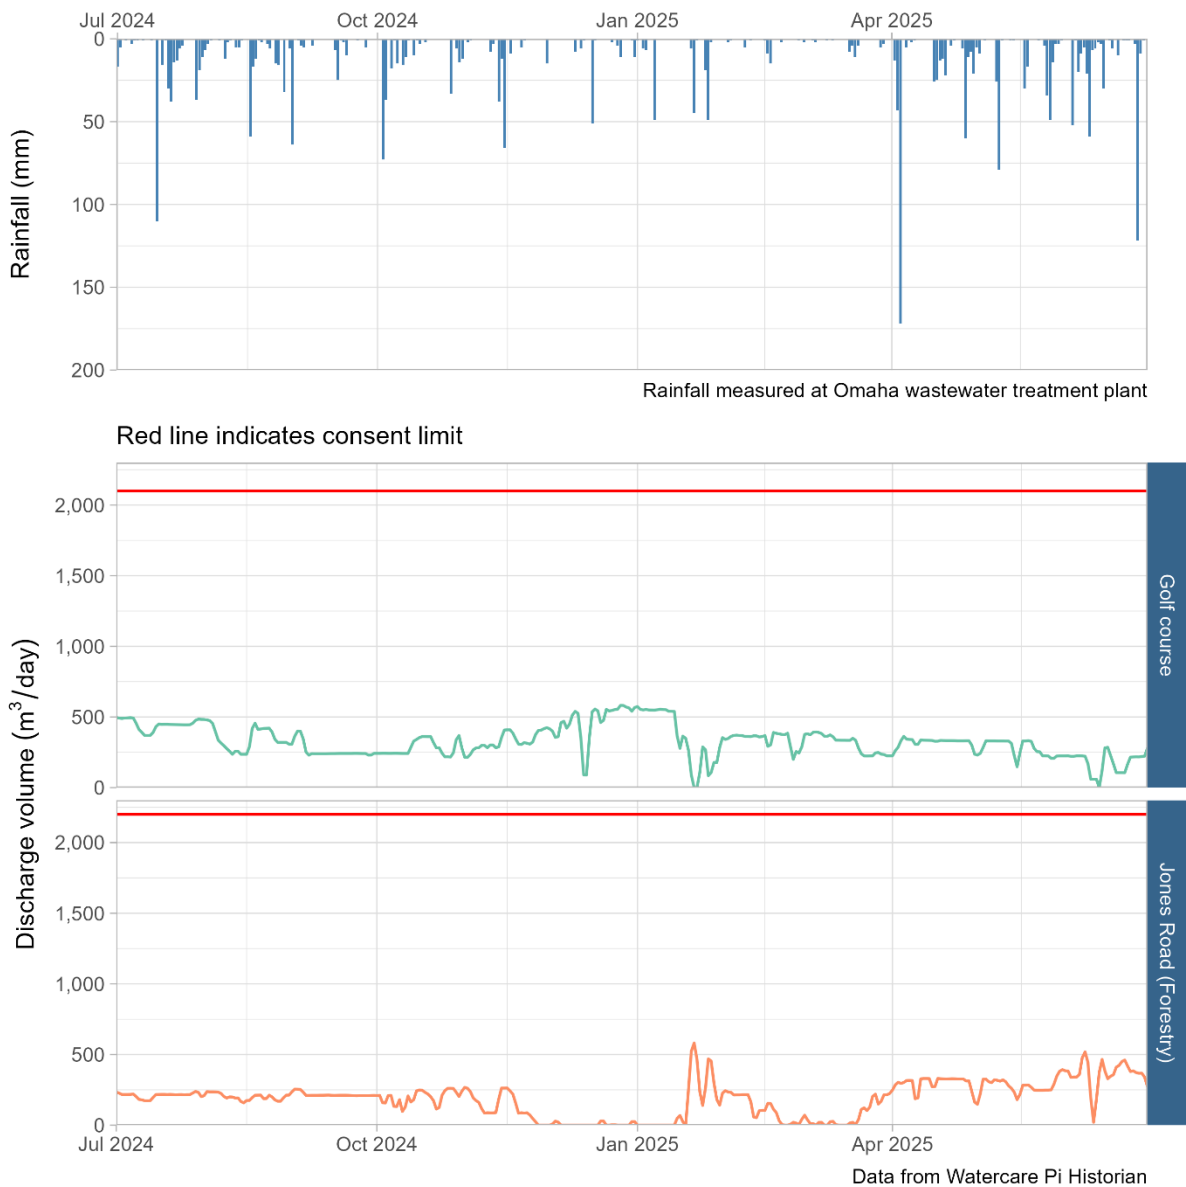 Jul 2024 Oct 2024 Jan 2025 Apr 2025
0
50
100
150
200
Rainfall (mm)
Rainfall measured at Omaha wastewater treatment plant
Red line indicates consent limit
2,000
1,500
1,000
500
0
Golf course
Discharge volume (m³/day)
2,000
1,500
1,000
500
0
Jones Road (Forestry)
Jul 2024 Oct 2024 Jan 2025 Apr 2025
Data from Watercare Pi Historian